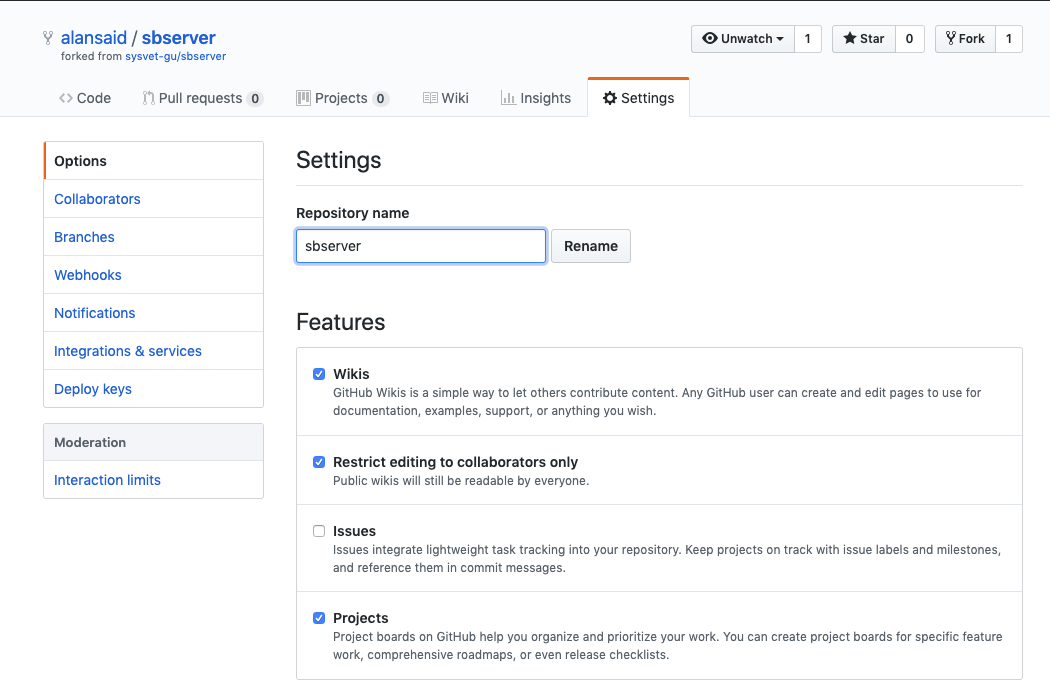 alansaid / sbserver
forked from sysvet-gu/sbserver
Unwatch 1 Star 0 Fork 1
Code Pull requests 0 Projects 0 Wiki Insights Settings
Options
Collaborators
Branches
Webhooks
Notifications
Integrations & services
Deploy keys
Moderation
Interaction limits
Settings
Repository name
sbserver Rename
Features
Wikis
GitHub Wikis is a simple way to let others contribute content. Any GitHub user can create and edit pages to use for
documentation, examples, support, or anything you wish.
Restrict editing to collaborators only
Public wikis will still be readable by everyone.
Issues
Issues integrate lightweight task tracking into your repository. Keep projects on track with issue labels and milestones,
and reference them in commit messages.
Projects
Project boards on GitHub help you organize and prioritize your work. You can create project boards for specific feature
work, comprehensive roadmaps, or even release checklists.